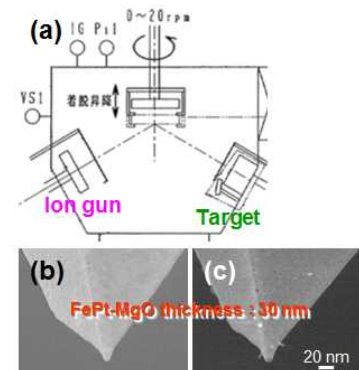 (a)
0～20rpm
IG Pi1
VS1
着脱昇降
Ion gun
Target
(b)
(c)
FePt-MgO thickness : 30 nm
20 nm